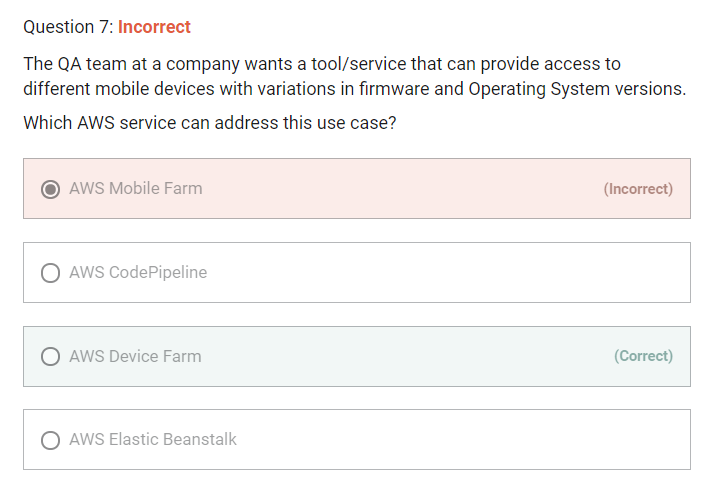 Question 7: Incorrect
The QA team at a company wants a tool/service that can provide access to
different mobile devices with variations in firmware and Operating System versions.
Which AWS service can address this use case?
AWS Mobile Farm (Incorrect)
AWS CodePipeline
AWS Device Farm (Correct)
AWS Elastic Beanstalk